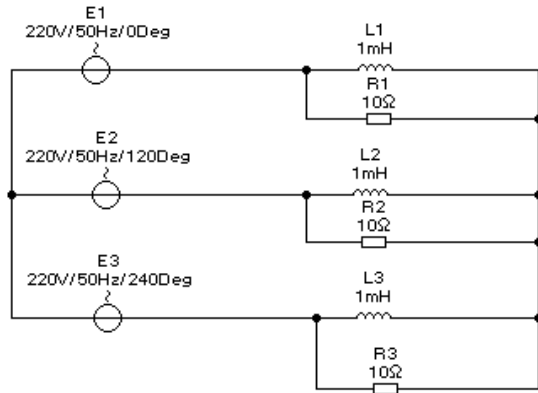 E1
220V/50Hz/0Deg
L1
1mH
R1
10Ω
E2
220V/50Hz/120Deg
L2
1mH
R2
10Ω
E3
220V/50Hz/240Deg
L3
1mH
R3
10Ω